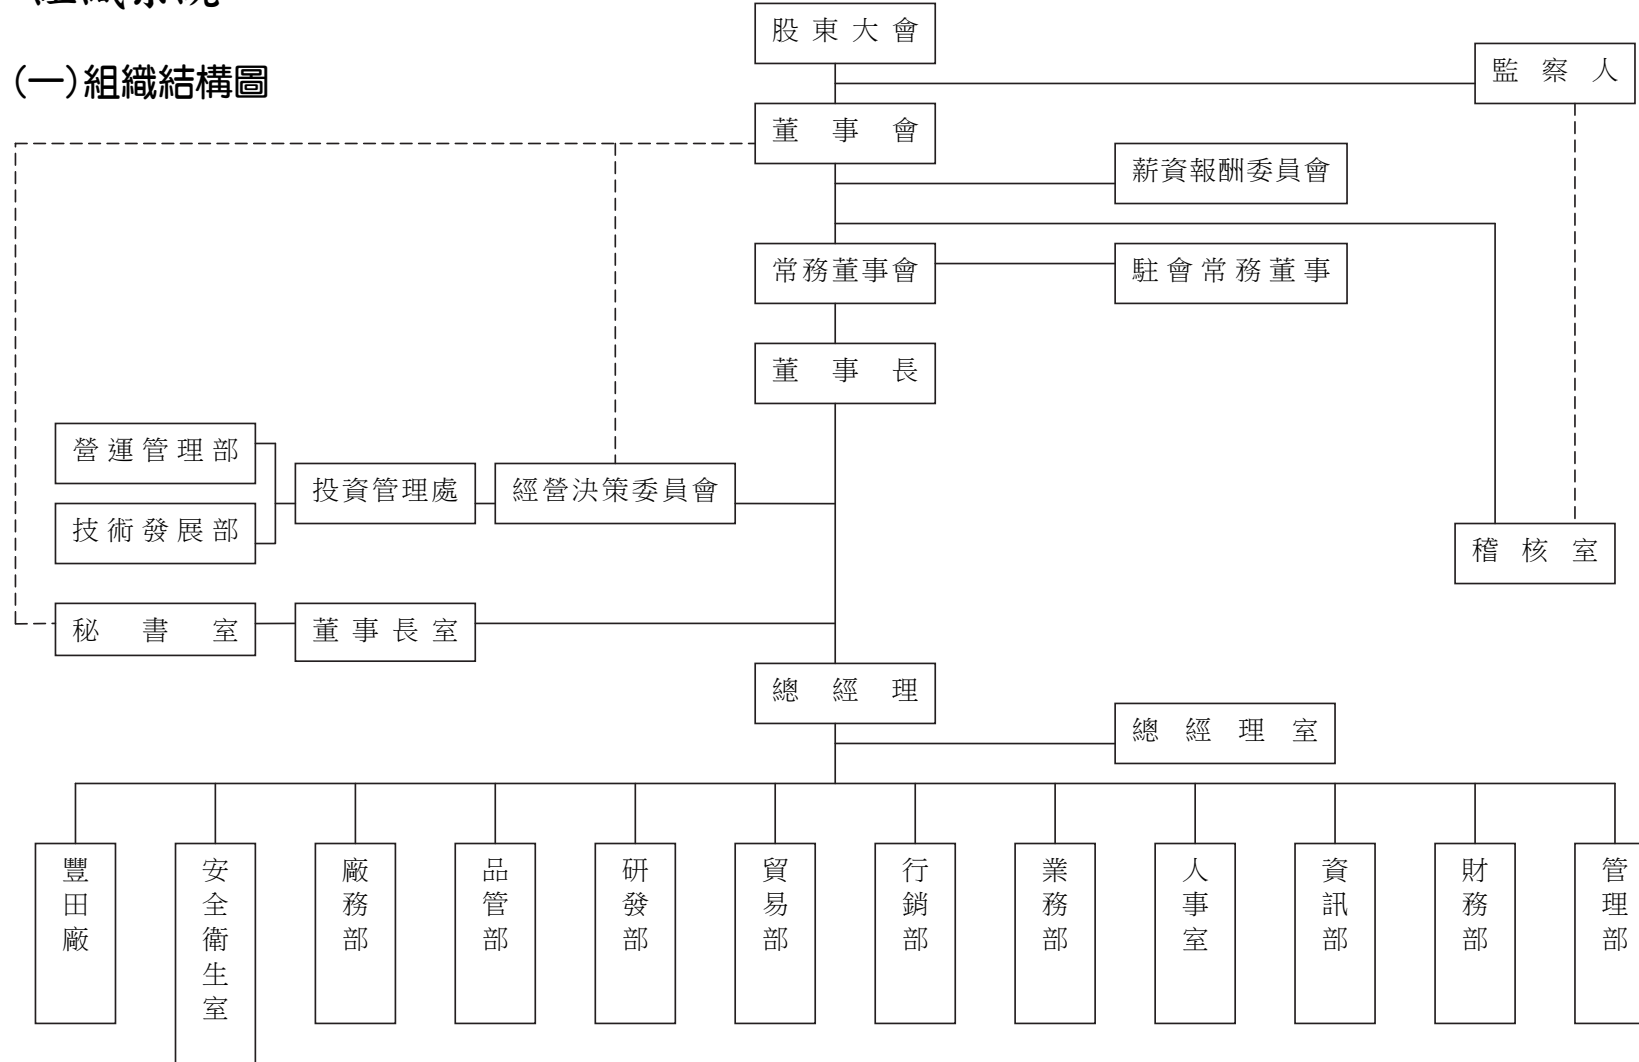 (一)組織結構圖
股東大會
監察人
董事會
薪資報酬委員會
常務董事會
駐會常務董事
董事長
營運管理部
投資管理處
經營決策委員會
技術發展部
稽核室
秘書室
董事長室
總經理
總經理室
豐田廠
安全衛生室
廠務部
品管部
研發部
貿易部
行銷部
業務部
人事室
資訊部
財務部
管理部